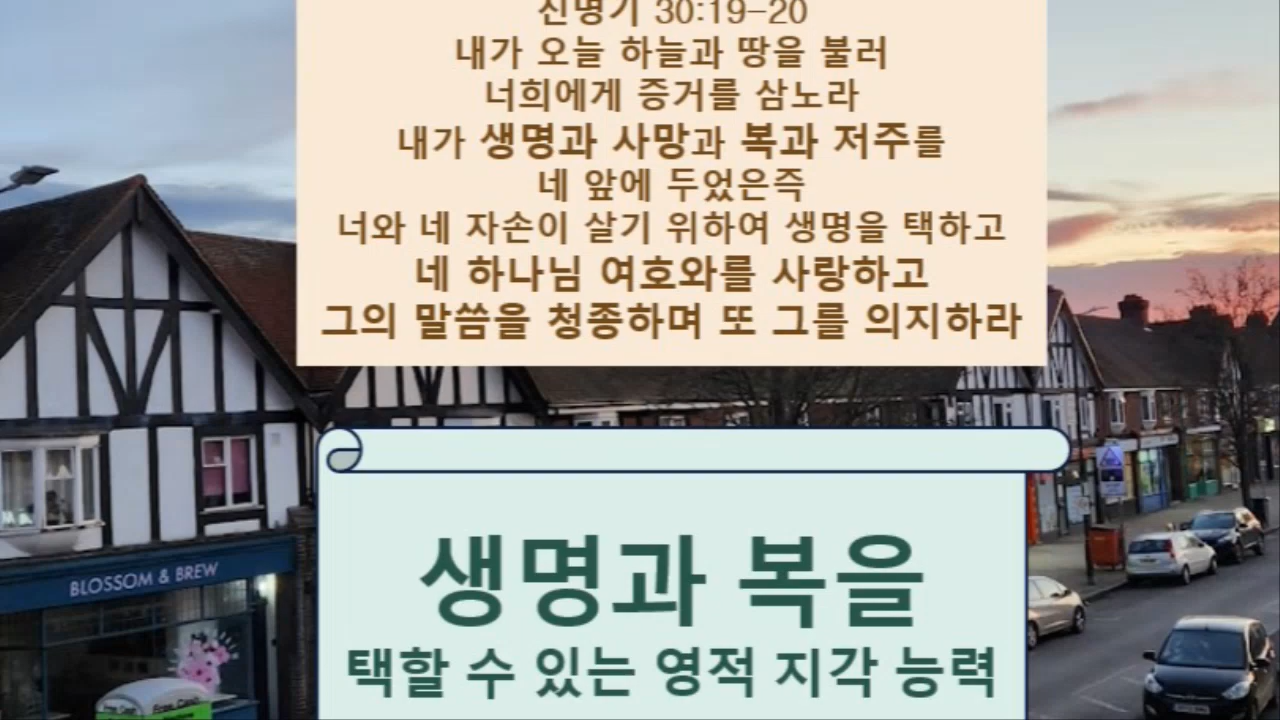 신명기 30:19-20
내가 오늘 하늘과 땅을 불러
너희에게 증거를 삼노라
내가 생명과 사망과 복과 저주를
네 앞에 두었은즉
너와 네 자손이 살기 위하여 생명을 택하고
네 하나님 여호와를 사랑하고
그의 말씀을 청종하며 또 그를 의지하라
생명과 복을
택할 수 있는 영적 지각 능력
BLOSSOM & BREW
Free Cash